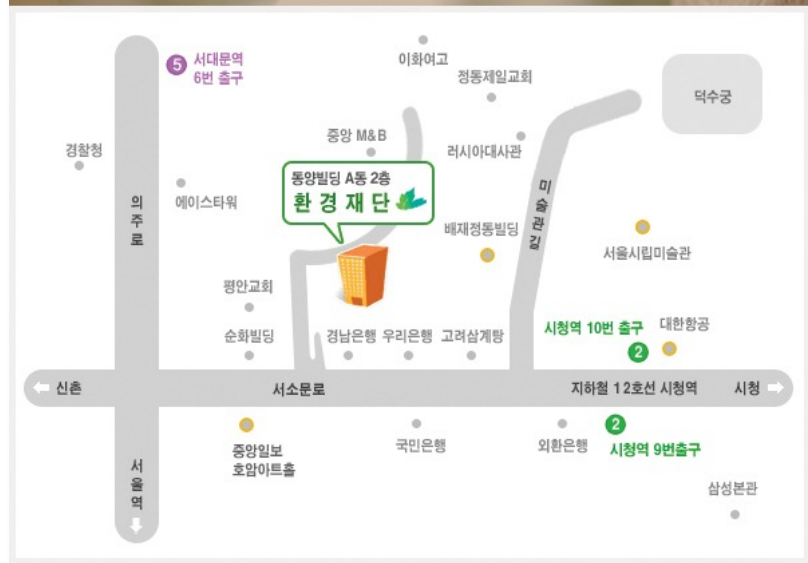 5
서대문역
6번 출구
이화여고
정동제일교회
덕수궁
경찰청
중앙 M&B
러시아대사관
의주로
에이스타워
동양빌딩 A동 2층
환경재단
미술관길
배재정동빌딩
서울시립미술관
평안교회
순화빌딩
경남은행
우리은행
고려삼계탕
시청역 10번 출구
2
대한항공
신촌
서소문로
지하철 1 2호선 시청역
시청
중앙일보
호암아트홀
국민은행
외환은행
2
시청역 9번출구
서울역
삼성본관